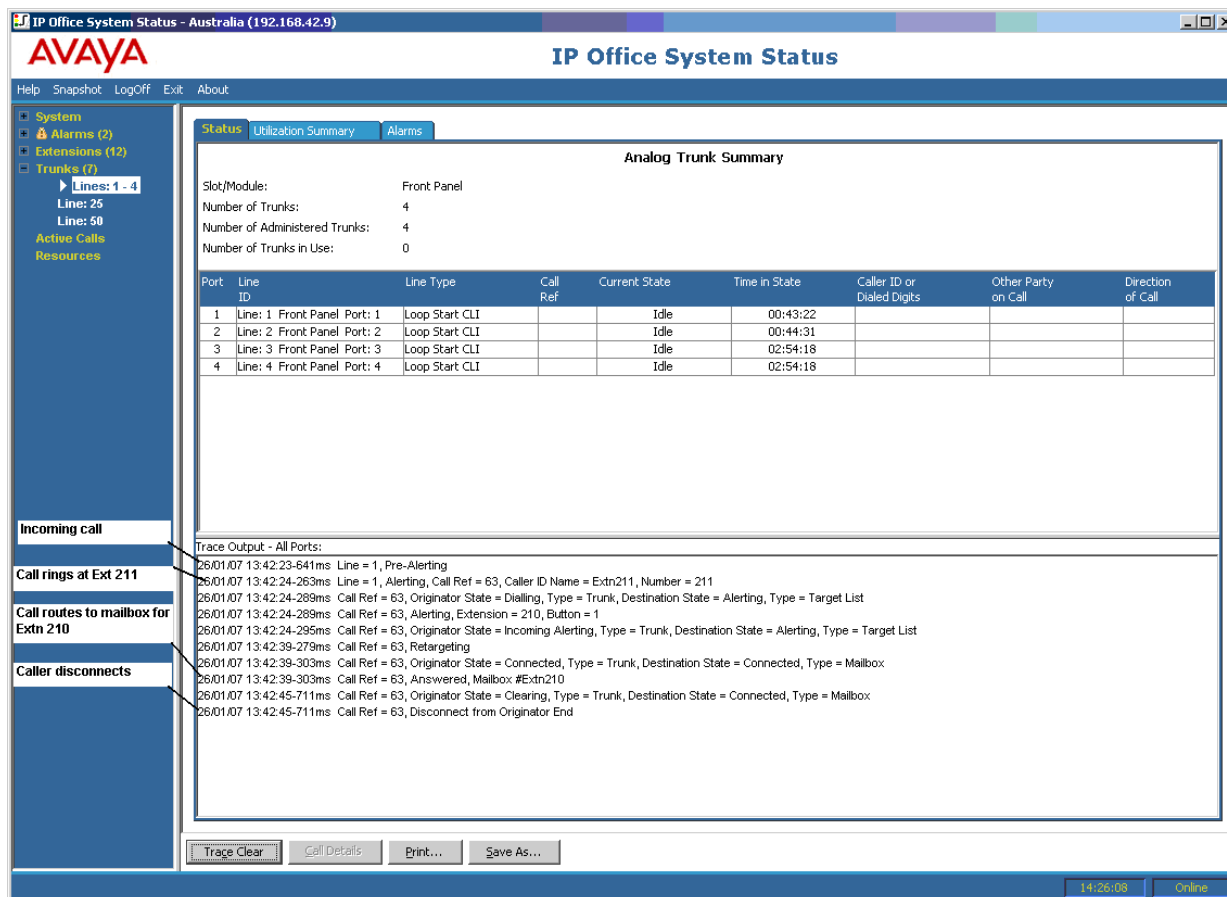 IP Office System Status - Australia (192.168.42.9)
AVAYA
IP Office System Status
Help Snapshot LogOff Exit About
System
Alarms (2)
Extensions (12)
Trunks (7)
Lines: 1 - 4
Line: 25
Line: 50
Active Calls
Resources
Status Utilization Summary Alarms
Analog Trunk Summary
Slot/Module: Front Panel
Number of Trunks: 4
Number of Administered Trunks: 4
Number of Trunks in Use: 0
Port Line ID Line Type Call Ref Current State Time in State Caller ID or Dialed Digits Other Party on Call Direction of Call
1 Line: 1 Front Panel Port: 1 Loop Start CLI Idle 00:43:22
2 Line: 2 Front Panel Port: 2 Loop Start CLI Idle 00:44:31
3 Line: 3 Front Panel Port: 3 Loop Start CLI Idle 02:54:18
4 Line: 4 Front Panel Port: 4 Loop Start CLI Idle 02:54:18
Incoming call
Call rings at Ext 211
Call routes to mailbox for
Extn 210
Caller disconnects
Trace Output - All Ports:
26/01/07 13:42:23-641ms Line = 1, Pre-Alerting
26/01/07 13:42:24-263ms Line = 1, Alerting, Call Ref = 63, Caller ID Name = Extn211, Number = 211
26/01/07 13:42:24-289ms Call Ref = 63, Originator State = Dialling, Type = Trunk, Destination State = Alerting, Type = Target List
26/01/07 13:42:24-289ms Call Ref = 63, Alerting, Extension = 210, Button = 1
26/01/07 13:42:24-295ms Call Ref = 63, Originator State = Incoming Alerting, Type = Trunk, Destination State = Alerting, Type = Target List
26/01/07 13:42:39-279ms Call Ref = 63, Retargeting
26/01/07 13:42:39-303ms Call Ref = 63, Originator State = Connected, Type = Trunk, Destination State = Connected, Type = Mailbox
26/01/07 13:42:39-303ms Call Ref = 63, Answered, Mailbox #Extn210
26/01/07 13:42:45-711ms Call Ref = 63, Originator State = Clearing, Type = Trunk, Destination State = Connected, Type = Mailbox
26/01/07 13:42:45-711ms Call Ref = 63, Disconnect from Originator End
Trace Clear Call Details Print... Save As...
14:26:08 Online